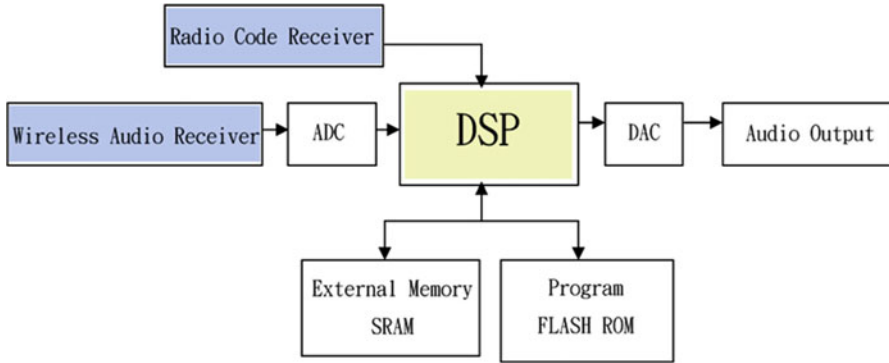 Radio Code Receiver
Wireless Audio Receiver
ADC
DSP
DAC
Audio Output
External Memory
SRAM
Program
FLASH ROM